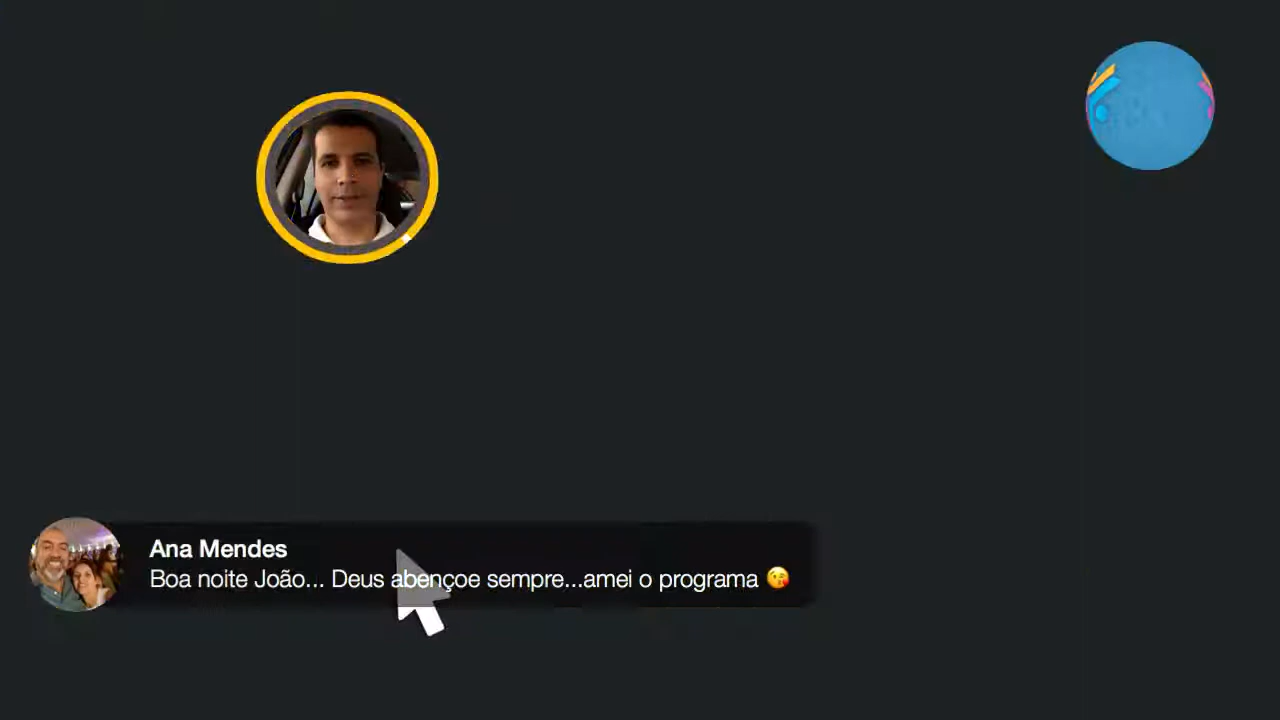 Ana Mendes
Boa noite João... Deus abençoe sempre...amei o programa 😘